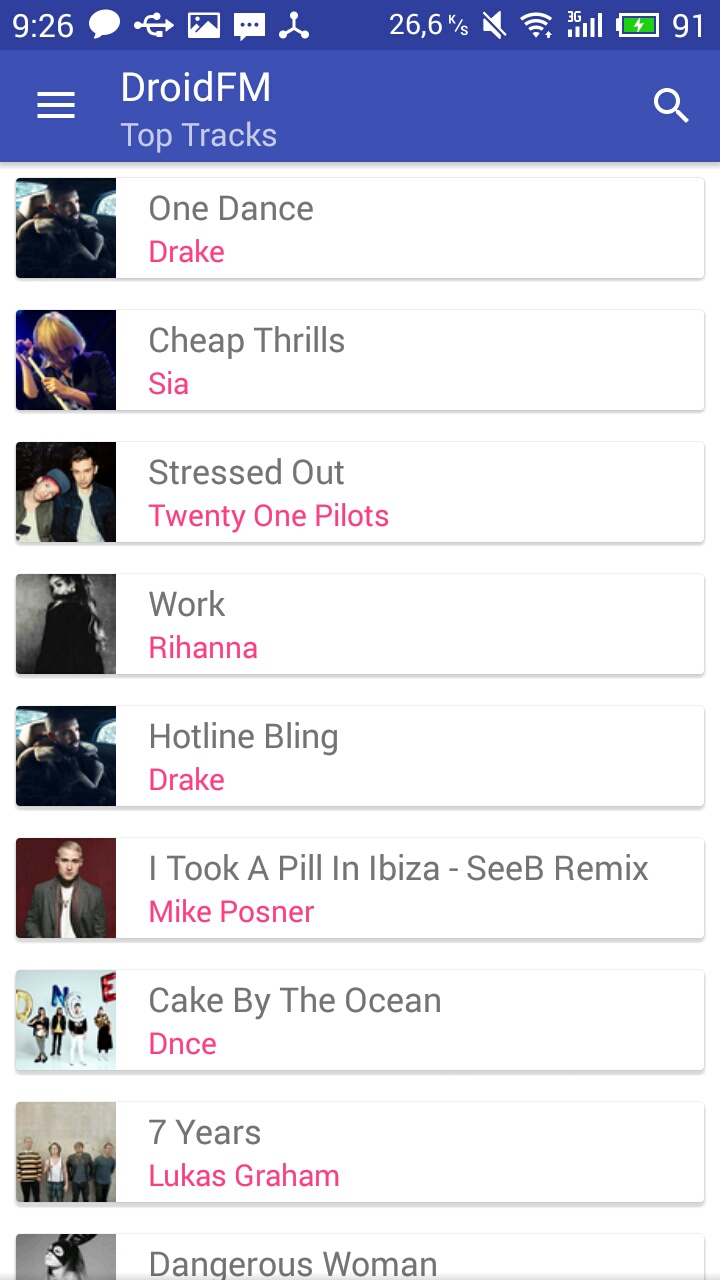 9:26 26,6 K/s 3G 91
DroidFM
Top Tracks
One Dance
Drake
Cheap Thrills
Sia
Stressed Out
Twenty One Pilots
Work
Rihanna
Hotline Bling
Drake
I Took A Pill In Ibiza - SeeB Remix
Mike Posner
D N C E
Cake By The Ocean
Dnce
7 Years
Lukas Graham
Dangerous Woman